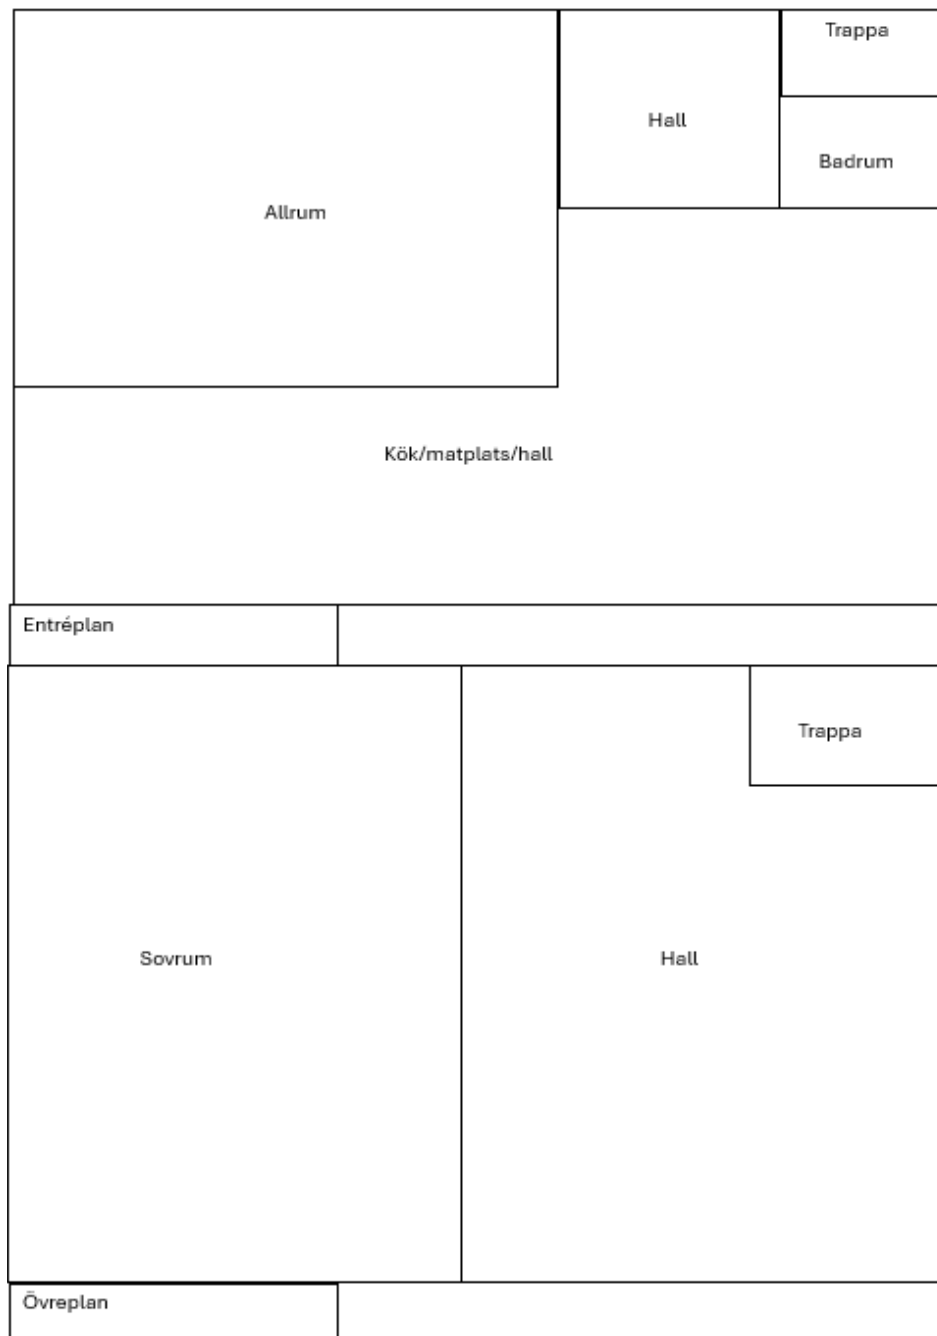 Trappa
Hall
Badrum
Allrum
Kök/matplats/hall
Entréplan
Trappa
Sovrum
Hall
Övreplan